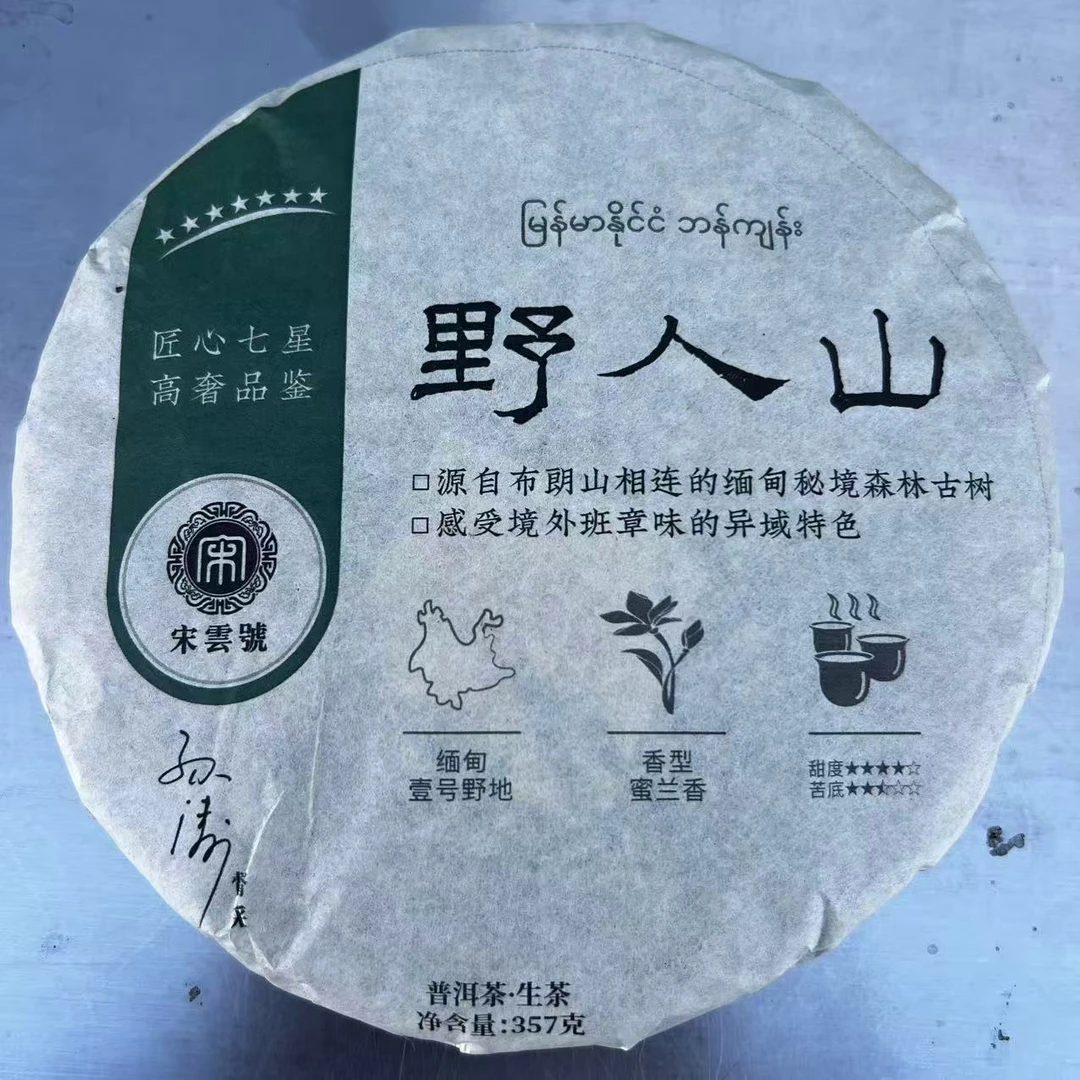 မြန်မာနိုင်ငံ ဘန်ကျန်း
野人山
□源自布朗山相连的缅甸秘境森林古树
□感受境外班章味的异域特色
匠心七星
高奢品鉴
宋
宋雲號
缅甸
壹号野地
香型
蜜兰香
甜度★★★★☆
苦底★★⯪☆☆
普洱茶·生茶
净含量:357克